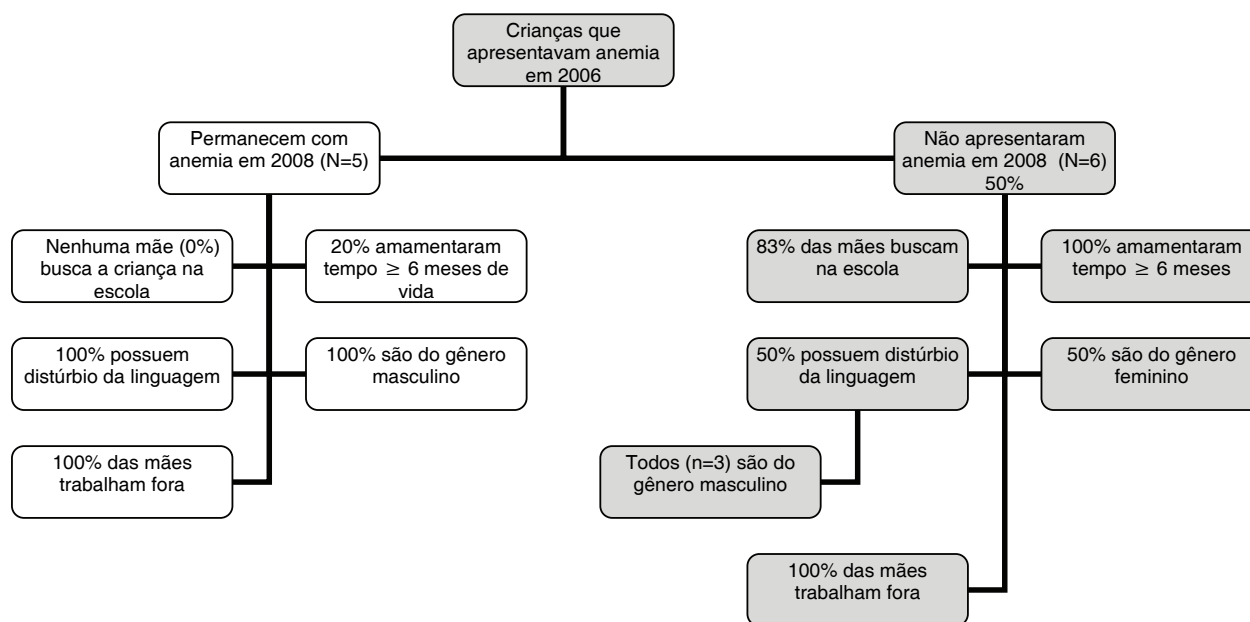 Crianças que
apresentavam anemia
em 2006
Permanecem com
anemia em 2008 (N=5)
Não apresentaram
anemia em 2008 (N=6)
50%
Nenhuma mãe (0%)
busca a criança na
escola
20% amamentaram
tempo ≥ 6 meses de
vida
83% das mães buscam
na escola
100% amamentaram
tempo ≥ 6 meses
100% possuem
distúrbio da linguagem
100% são do gênero
masculino
50% possuem distúrbio
da linguagem
50% são do gênero
feminino
100% das mães
trabalham fora
Todos (n=3) são do
gênero masculino
100% das mães
trabalham fora